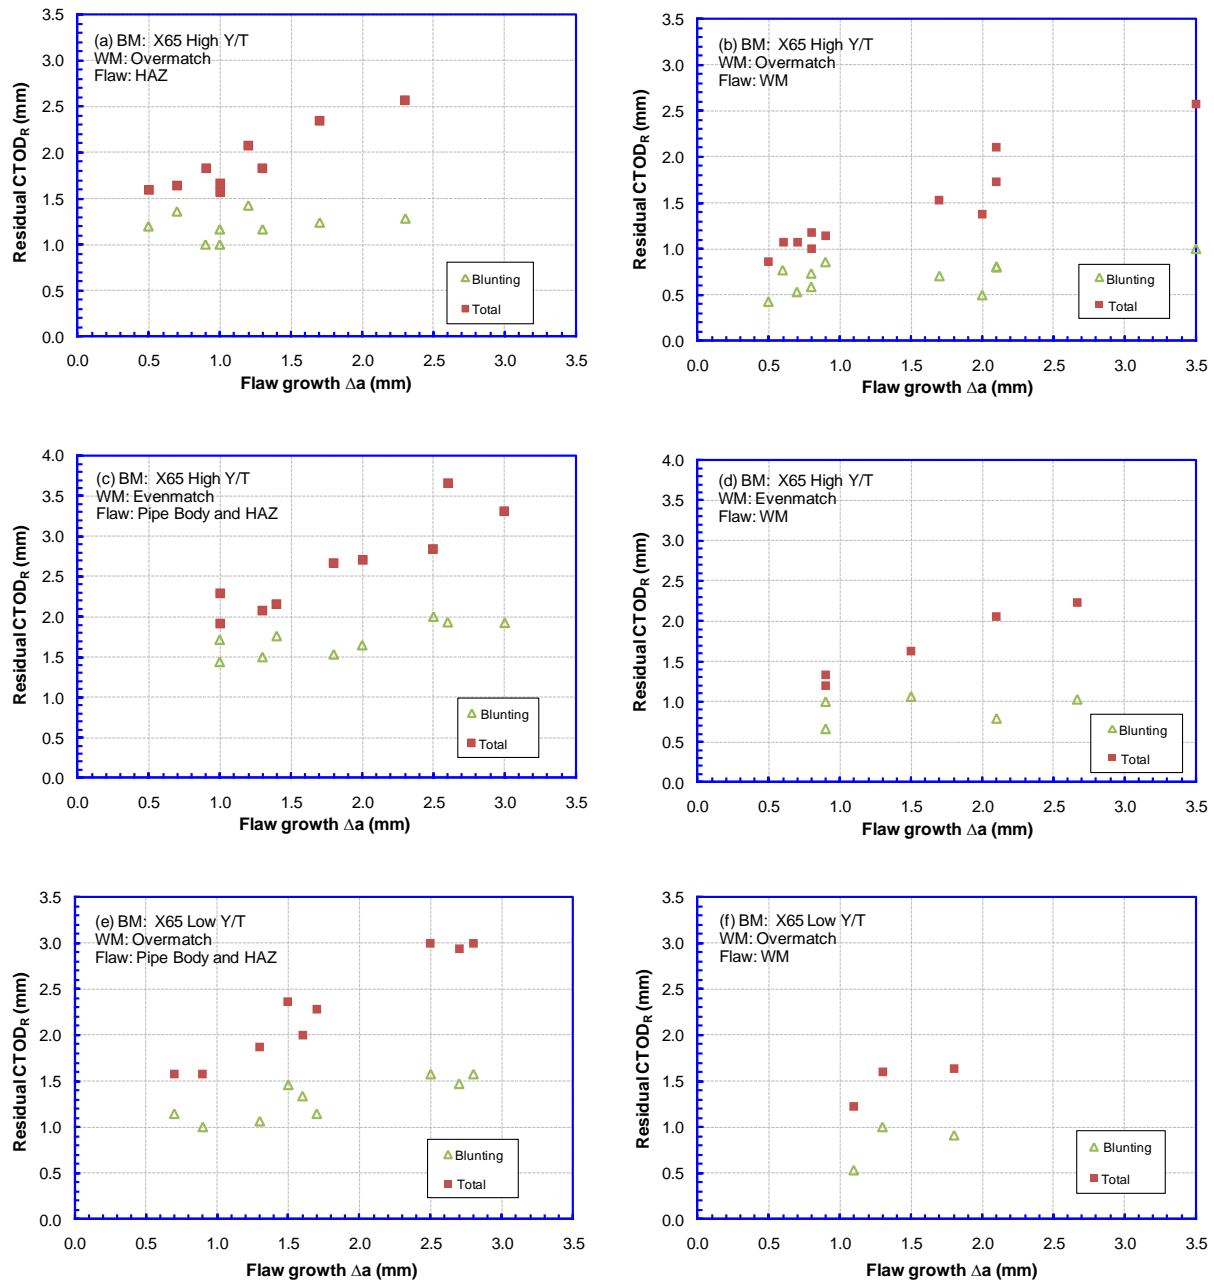 (a) BM: X65 High Y/T
WM: Overmatch
Flaw: HAZ
Residual CTODR (mm)
3.5
3.0
2.5
2.0
1.5
1.0
0.5
0.0
Blunting
Total
0.0 0.5 1.0 1.5 2.0 2.5 3.0 3.5
Flaw growth Δa (mm)
(b) BM: X65 High Y/T
WM: Overmatch
Flaw: WM
Residual CTODR (mm)
3.5
3.0
2.5
2.0
1.5
1.0
0.5
0.0
Blunting
Total
0.0 0.5 1.0 1.5 2.0 2.5 3.0 3.5
Flaw growth Δa (mm)
(c) BM: X65 High Y/T
WM: Evenmatch
Flaw: Pipe Body and HAZ
Residual CTODR (mm)
4.0
3.5
3.0
2.5
2.0
1.5
1.0
0.5
0.0
Blunting
Total
0.0 0.5 1.0 1.5 2.0 2.5 3.0 3.5
Flaw growth Δa (mm)
(d) BM: X65 High Y/T
WM: Evenmatch
Flaw: WM
Residual CTODR (mm)
4.0
3.5
3.0
2.5
2.0
1.5
1.0
0.5
0.0
Blunting
Total
0.0 0.5 1.0 1.5 2.0 2.5 3.0 3.5
Flaw growth Δa (mm)
(e) BM: X65 Low Y/T
WM: Overmatch
Flaw: Pipe Body and HAZ
Residual CTODR (mm)
3.5
3.0
2.5
2.0
1.5
1.0
0.5
0.0
Blunting
Total
0.0 0.5 1.0 1.5 2.0 2.5 3.0 3.5
Flaw growth Δa (mm)
(f) BM: X65 Low Y/T
WM: Overmatch
Flaw: WM
Residual CTODR (mm)
3.5
3.0
2.5
2.0
1.5
1.0
0.5
0.0
Blunting
Total
0.0 0.5 1.0 1.5 2.0 2.5 3.0 3.5
Flaw growth Δa (mm)